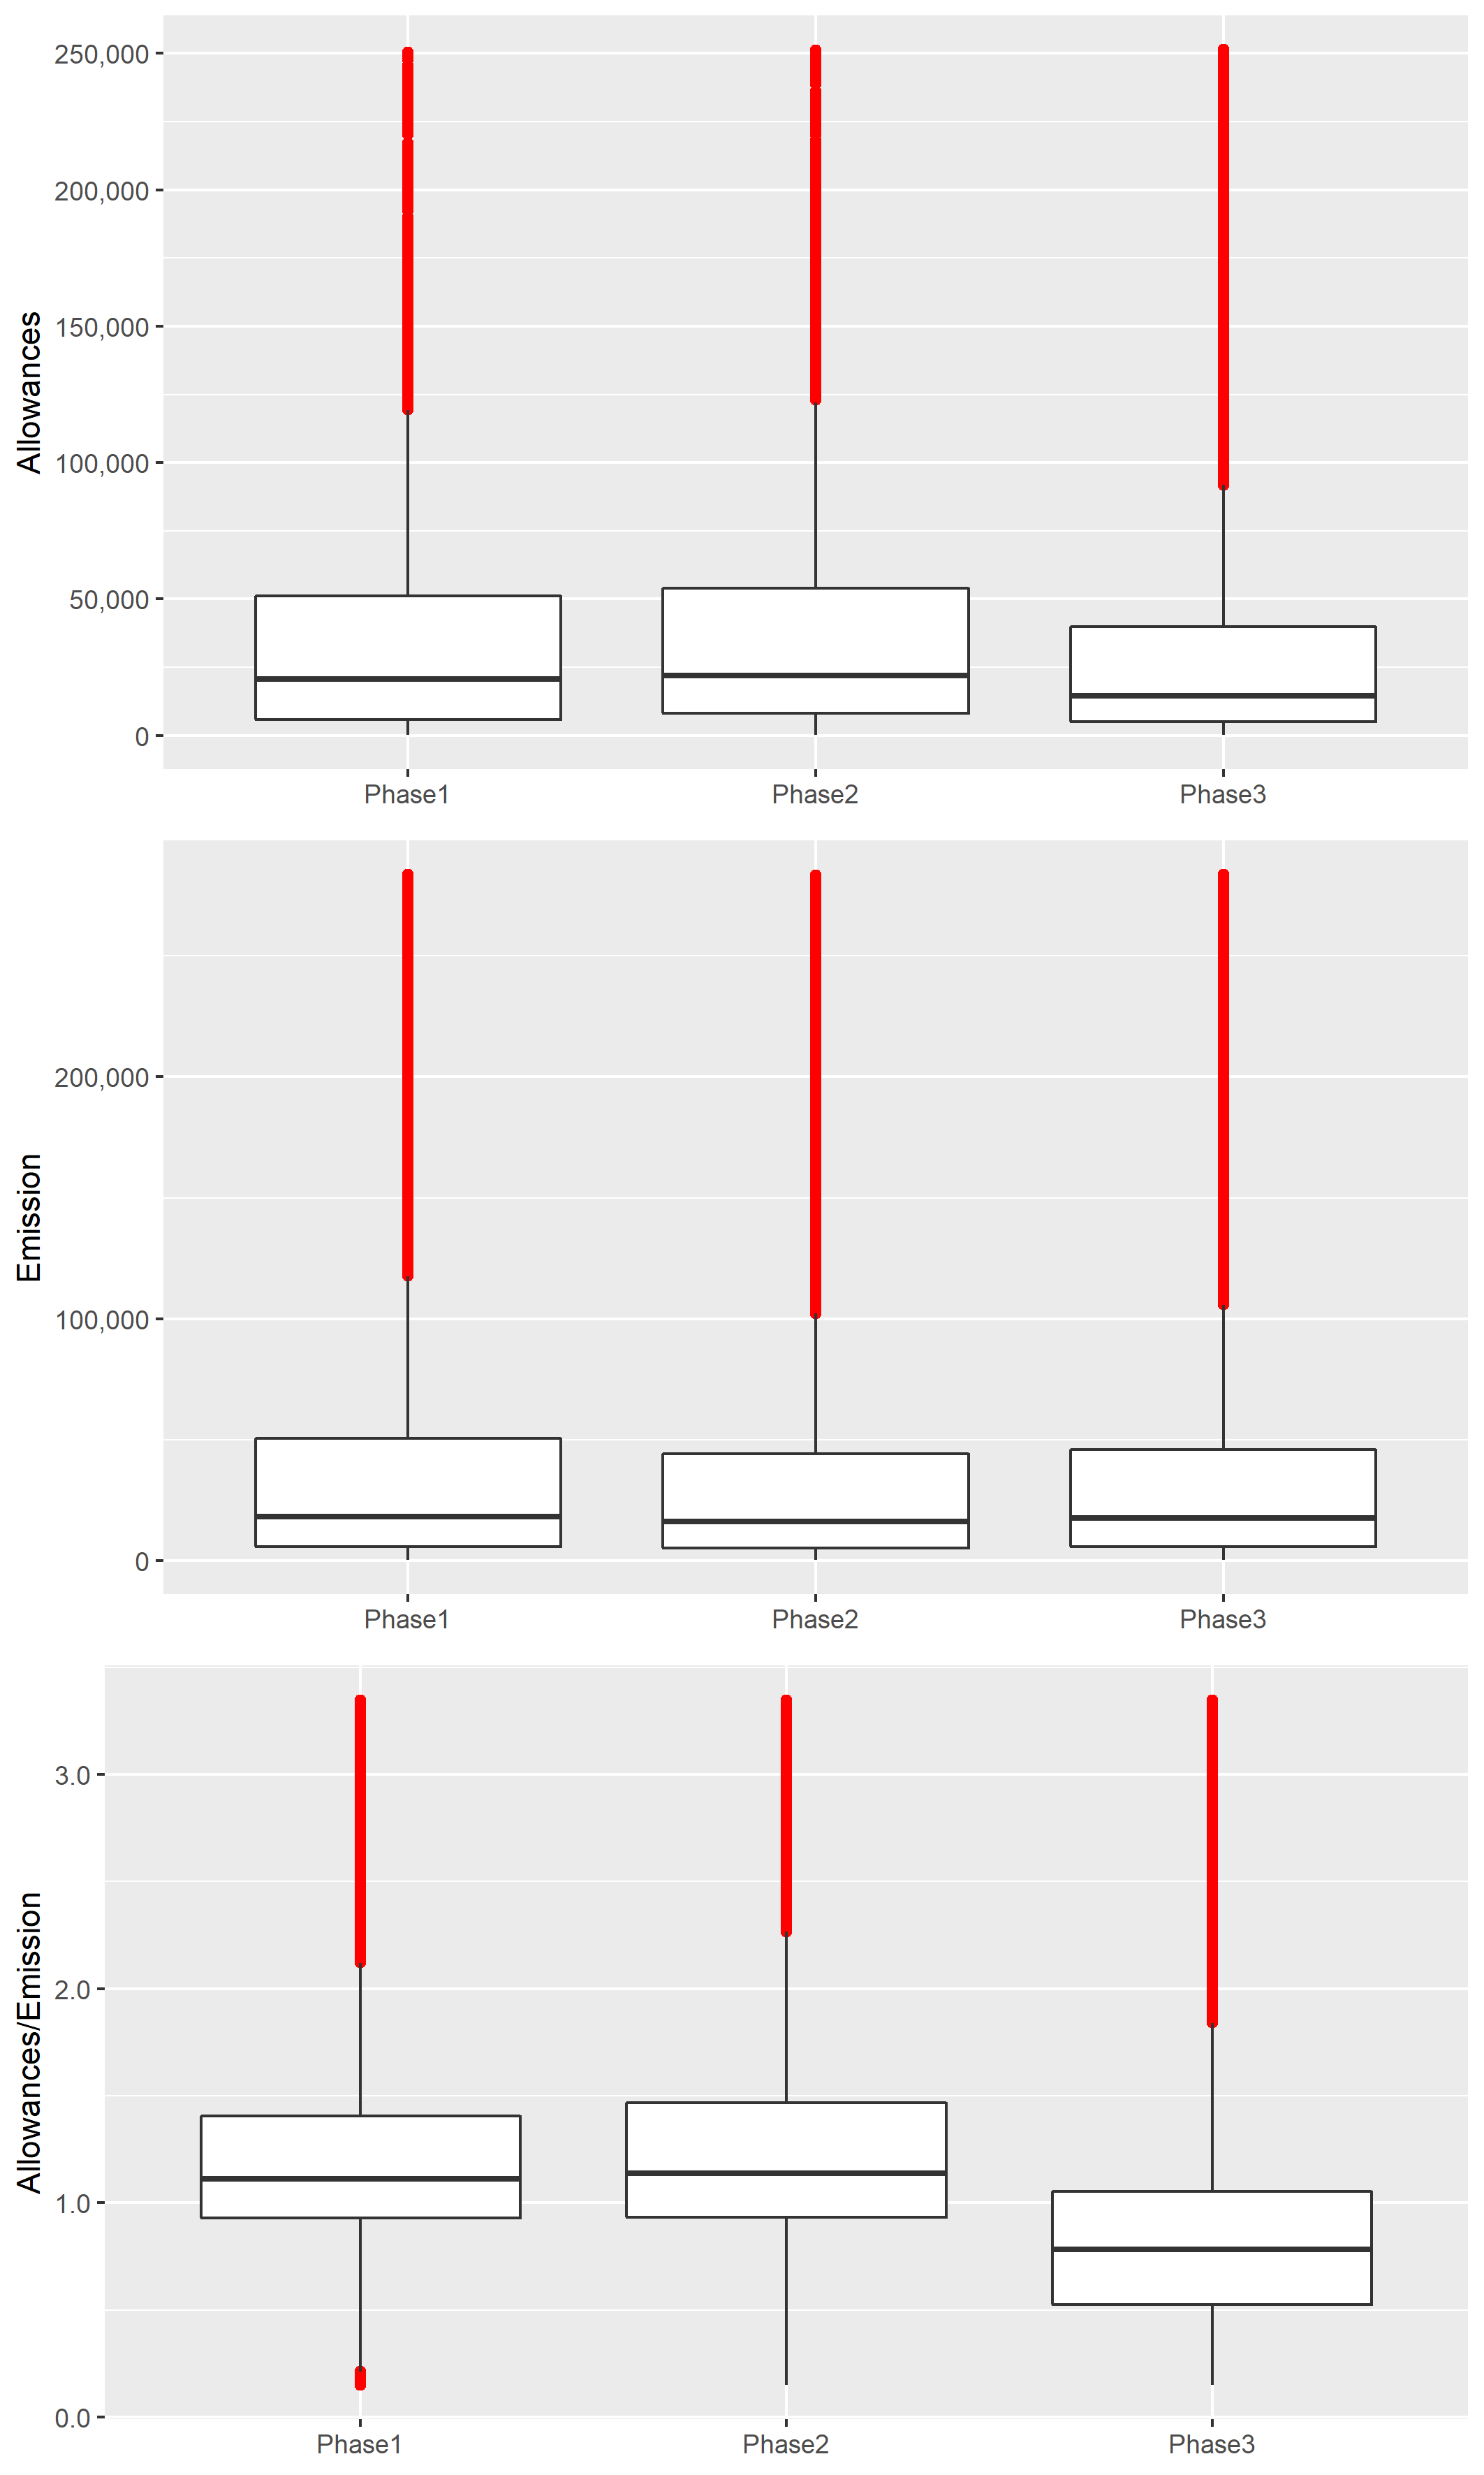 Allowances
250,000
200,000
150,000
100,000
50,000
0
Phase1 Phase2 Phase3
Emission
200,000
100,000
0
Phase1 Phase2 Phase3
Allowances/Emission
3.0
2.0
1.0
0.0
Phase1 Phase2 Phase3